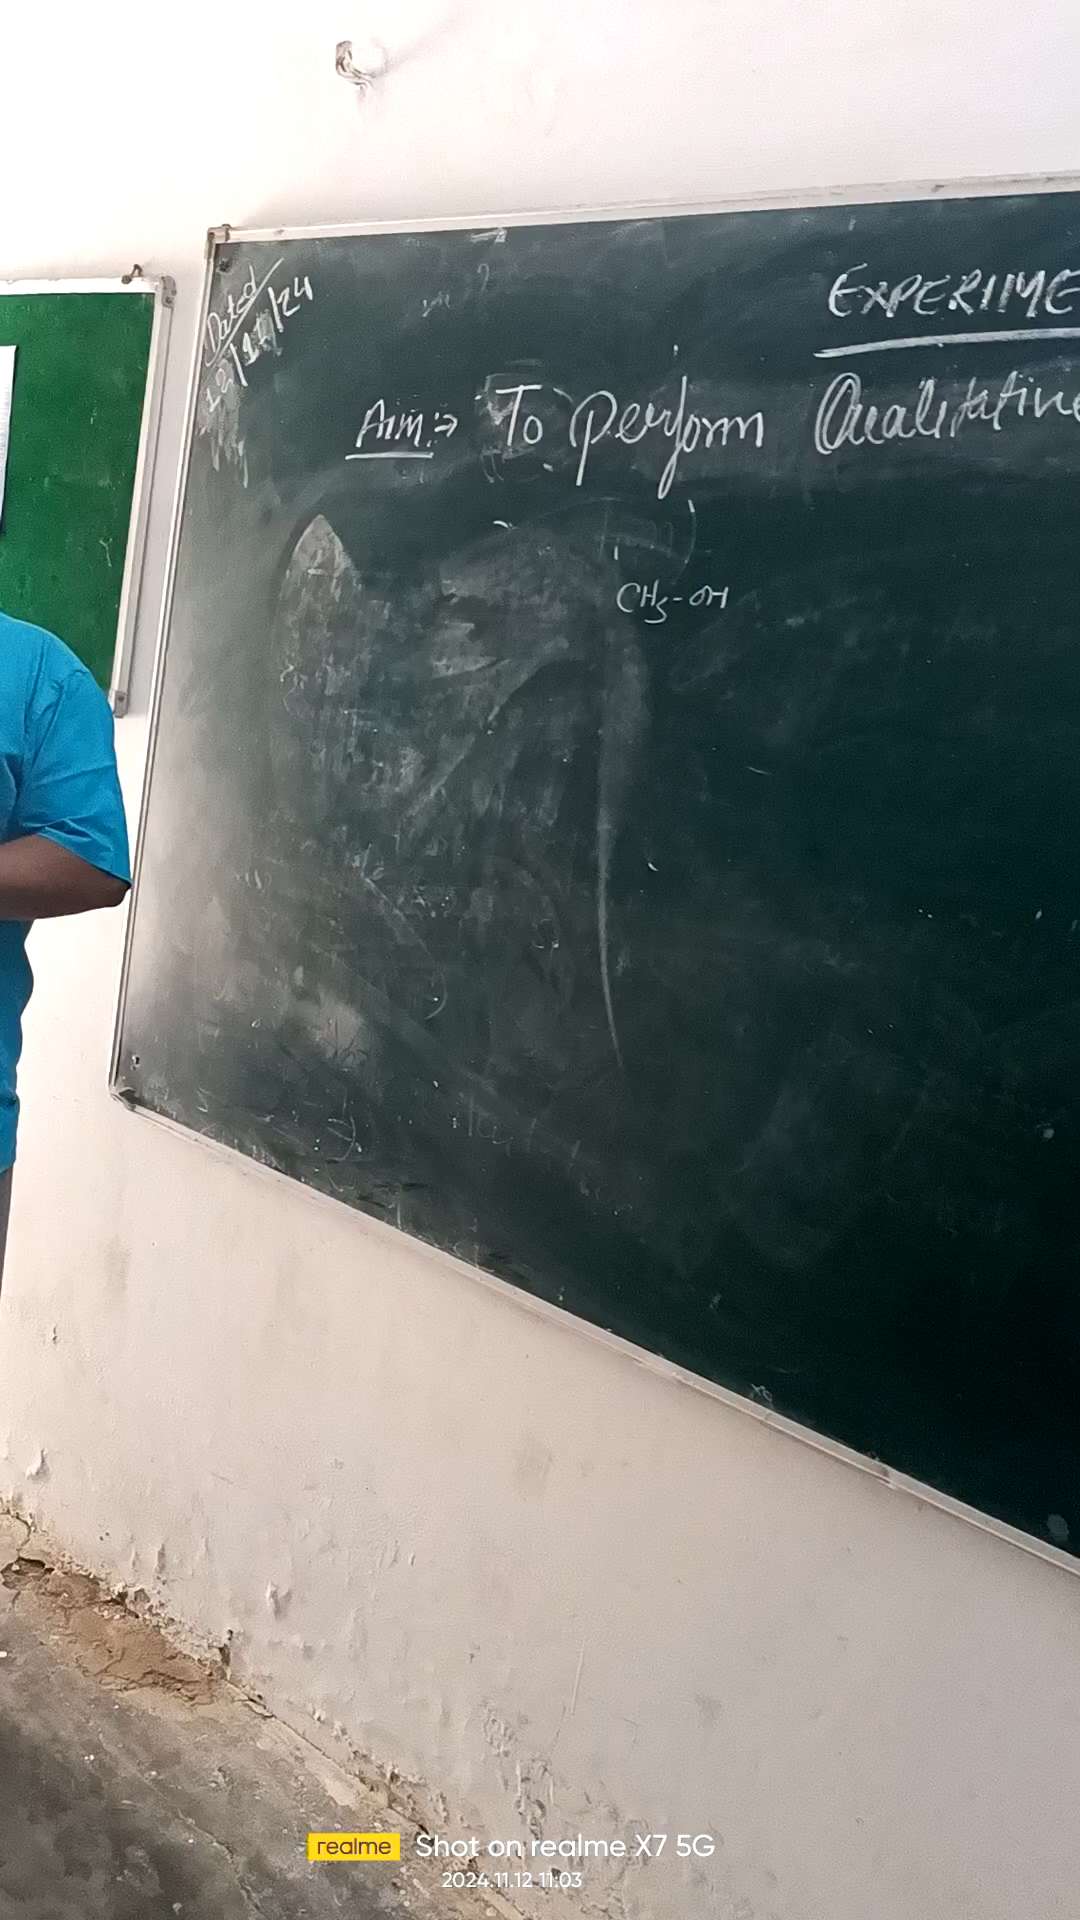 Dated
12/11/24
EXPERIME
Aim:→ To perform Qualitative
CH3-OH
realme Shot on realme X7 5G
2024.11.12 11:03